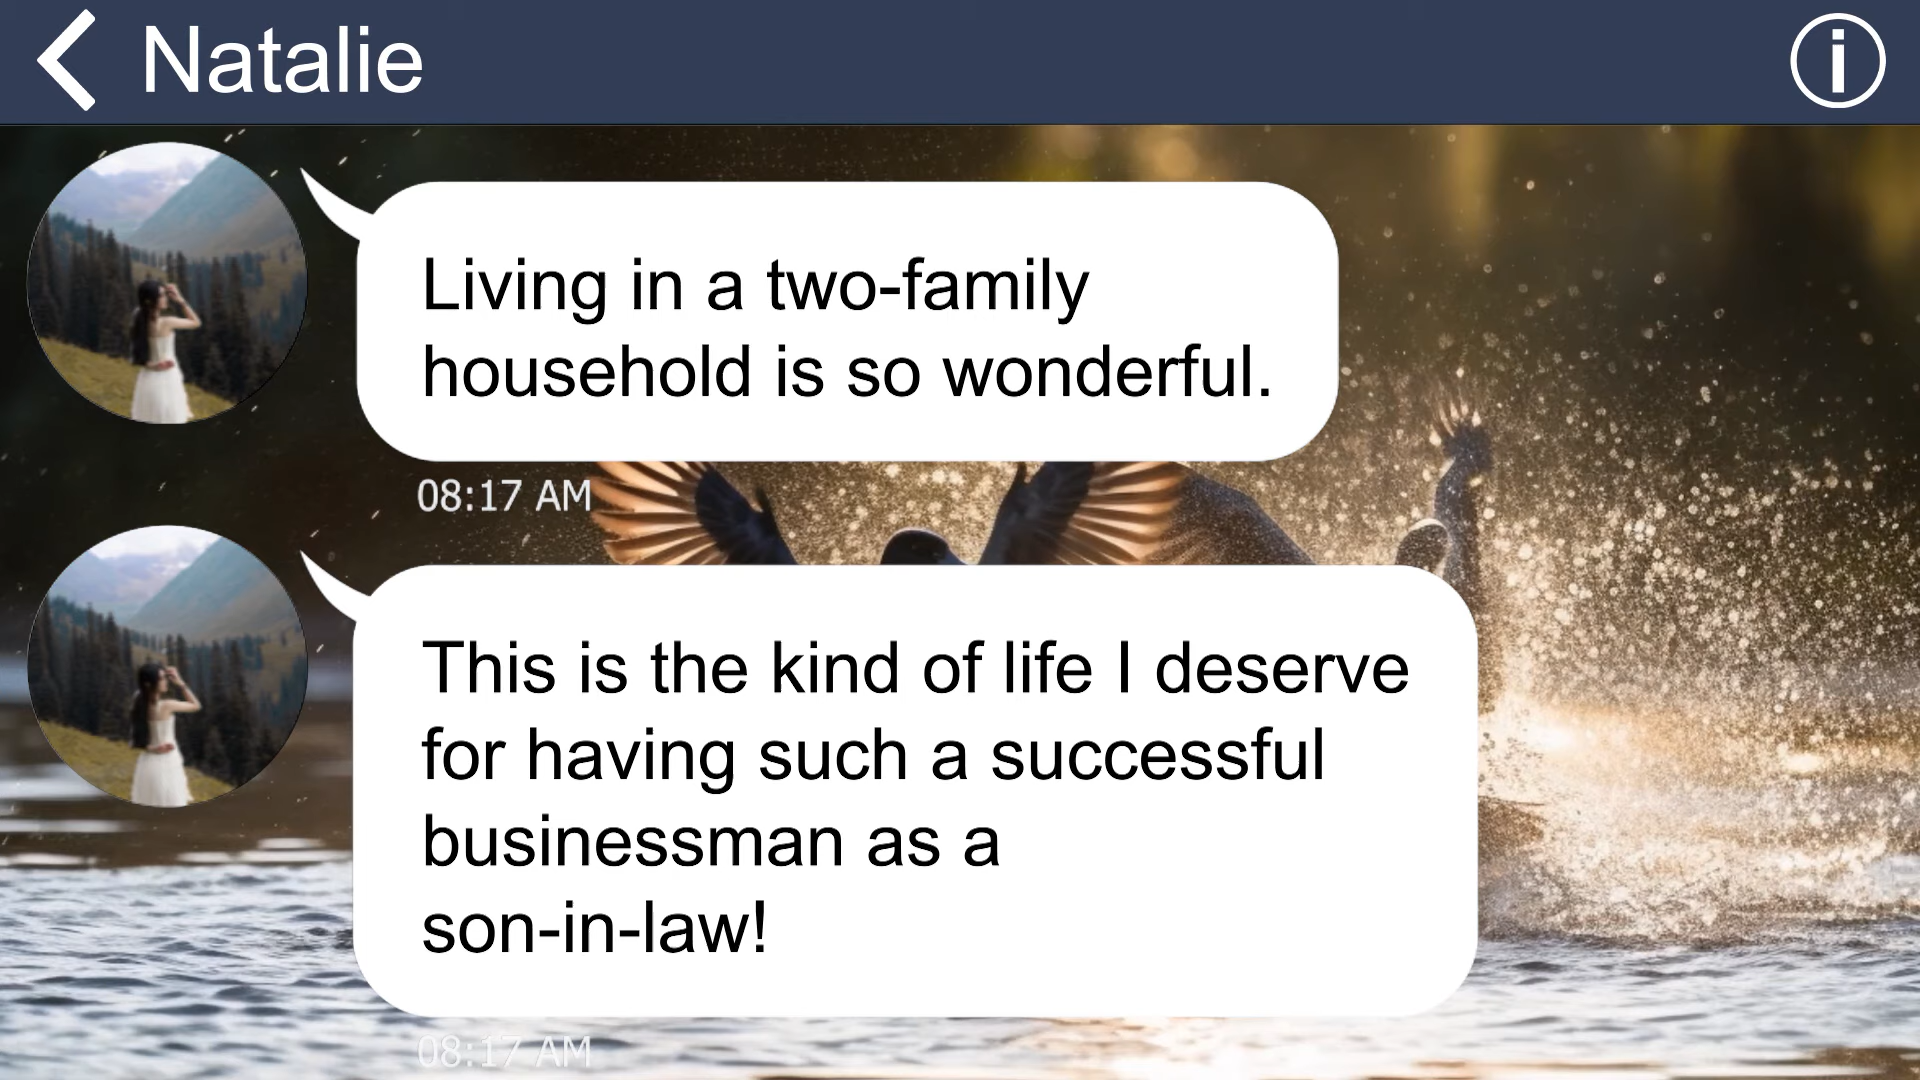 Natalie
Living in a two-family
household is so wonderful.
08:17 AM
This is the kind of life I deserve
for having such a successful
businessman as a
son-in-law!
08:17 AM